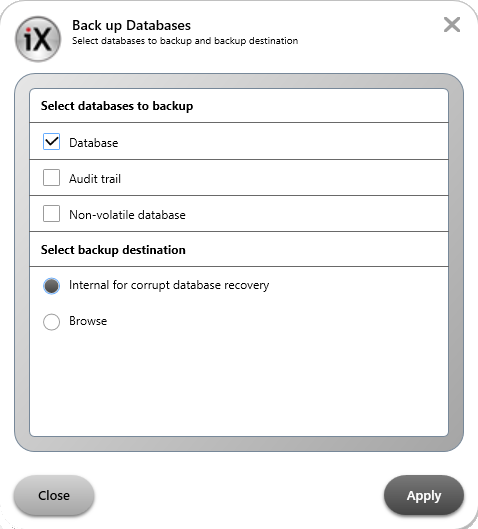 iX
Back up Databases
Select databases to backup and backup destination
Select databases to backup
Database
Audit trail
Non-volatile database
Select backup destination
Internal for corrupt database recovery
Browse
Close
Apply